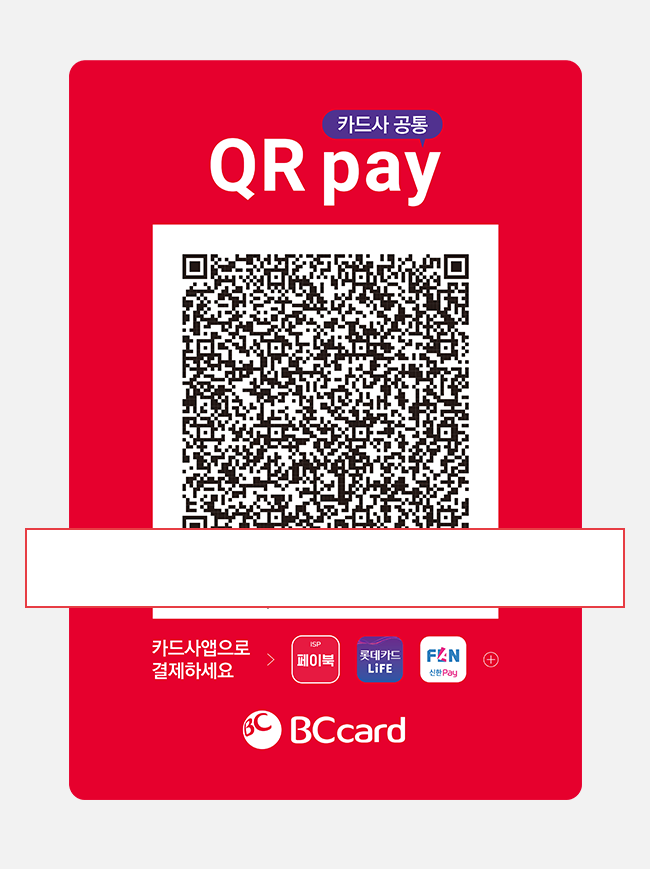 카드사 공통
QR pay
카드사앱으로
결제하세요
ISP
페이북
롯데카드
LiFE
FAN
신한Pay
BC
BCcard